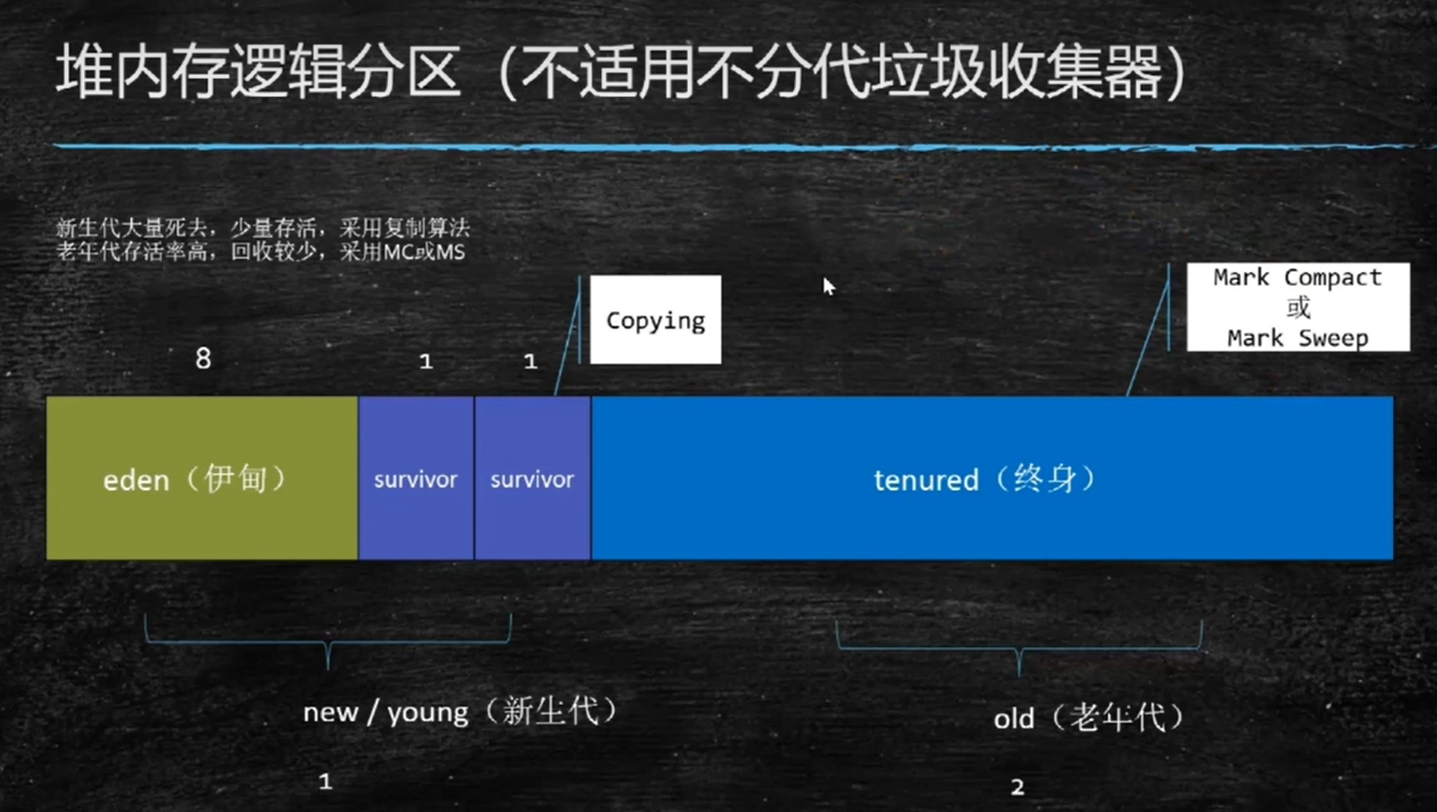 堆内存逻辑分区（不适用不分代垃圾收集器）
新生代大量死去，少量存活，采用复制算法
老年代存活率高，回收较少，采用MC或MS
Copying
Mark Compact
或
Mark Sweep
8
1
1
eden（伊甸）
survivor
survivor
tenured（终身）
new / young（新生代）
old（老年代）
1
2